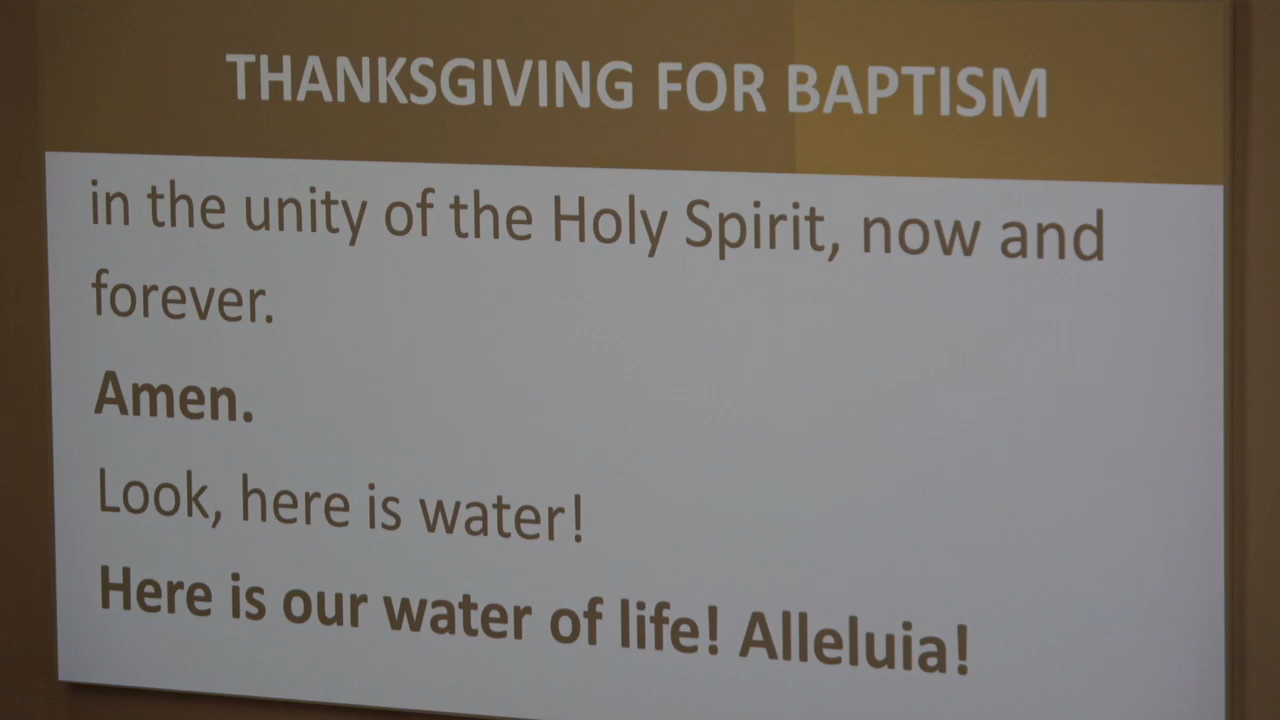 THANKSGIVING FOR BAPTISM
in the unity of the Holy Spirit, now and
forever.
Amen.
Look, here is water!
Here is our water of life! Alleluia!